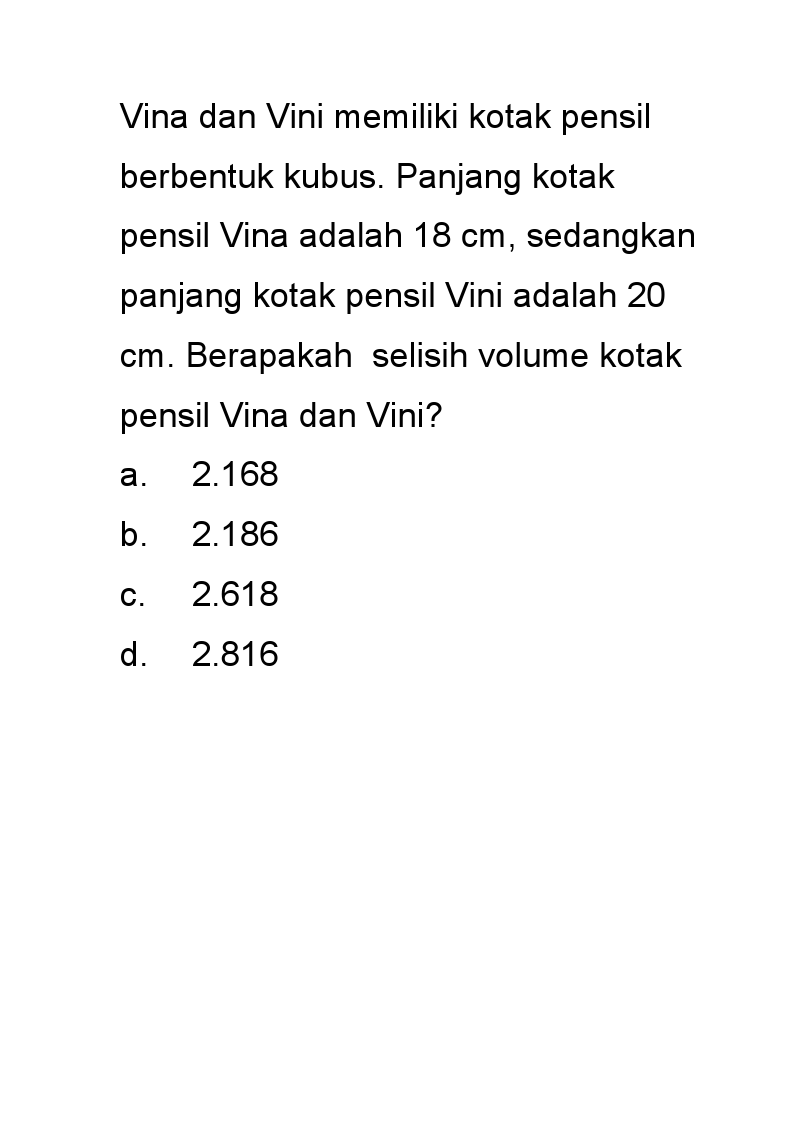 Vina dan Vini memiliki kotak pensil
berbentuk kubus. Panjang kotak
pensil Vina adalah 18 cm, sedangkan
panjang kotak pensil Vini adalah 20
cm. Berapakah  selisih volume kotak
pensil Vina dan Vini?
a. 2.168
b. 2.186
c. 2.618
d. 2.816